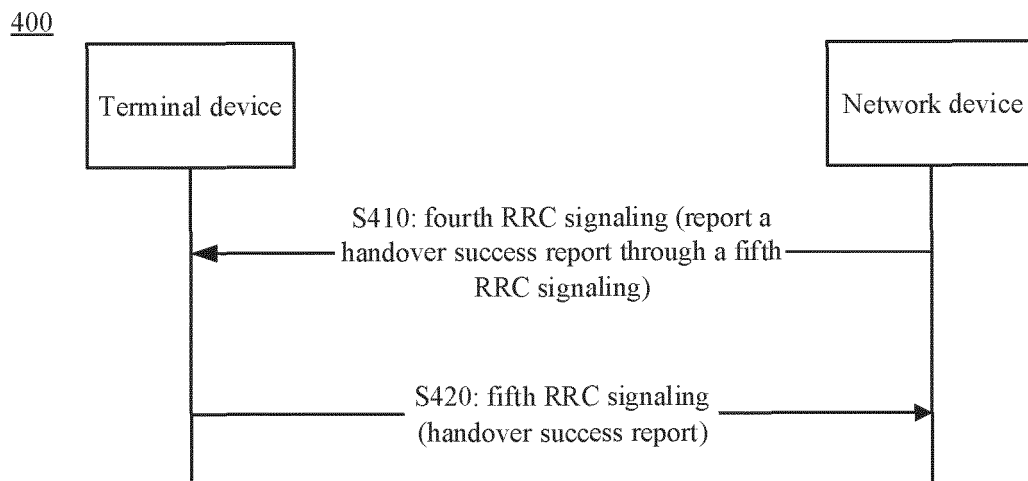 400
Terminal device
Network device
S410: fourth RRC signaling (report a
handover success report through a fifth
RRC signaling)
S420: fifth RRC signaling
(handover success report)